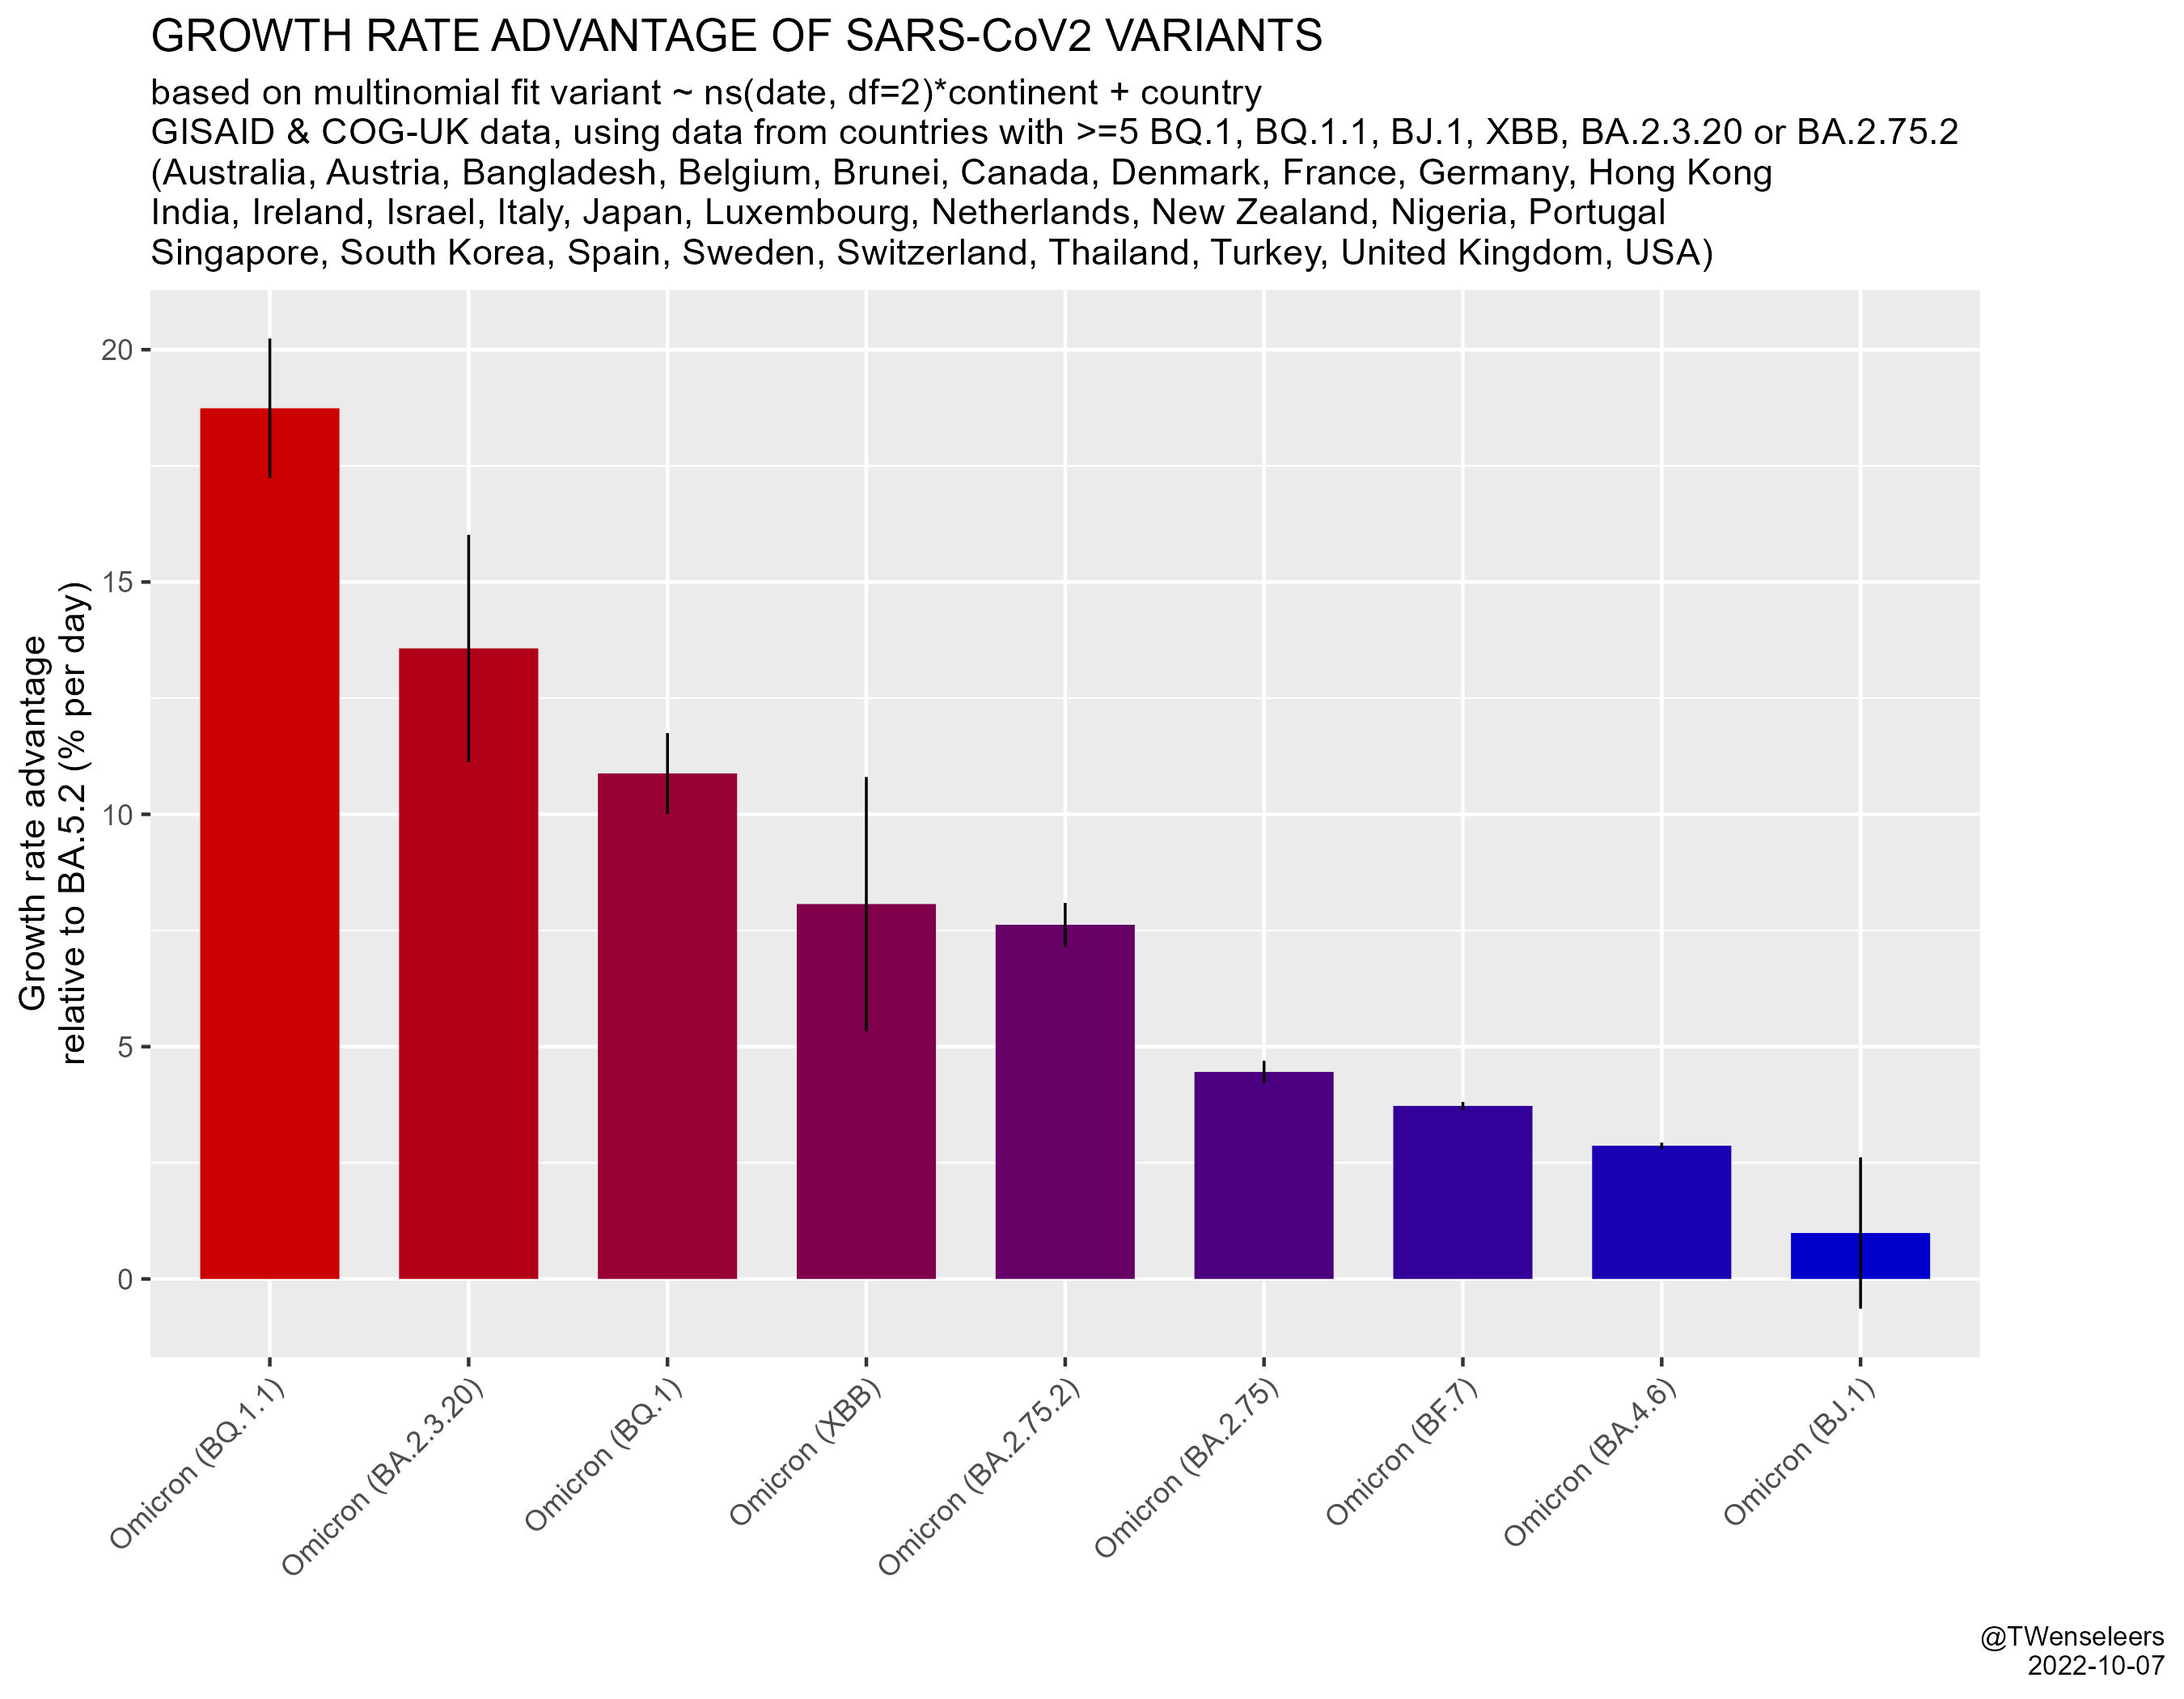 GROWTH RATE ADVANTAGE OF SARS-CoV2 VARIANTS
based on multinomial fit variant ~ ns(date, df=2)*continent + country
GISAID & COG-UK data, using data from countries with >=5 BQ.1, BQ.1.1, BJ.1, XBB, BA.2.3.20 or BA.2.75.2
(Australia, Austria, Bangladesh, Belgium, Brunei, Canada, Denmark, France, Germany, Hong Kong
India, Ireland, Israel, Italy, Japan, Luxembourg, Netherlands, New Zealand, Nigeria, Portugal
Singapore, South Korea, Spain, Sweden, Switzerland, Thailand, Turkey, United Kingdom, USA)
Growth rate advantage
relative to BA.5.2 (% per day)
20
15
10
5
0
Omicron (BQ.1.1)
Omicron (BA.2.3.20)
Omicron (BQ.1)
Omicron (XBB)
Omicron (BA.2.75.2)
Omicron (BA.2.75)
Omicron (BF.7)
Omicron (BA.4.6)
Omicron (BJ.1)
@TWenseleers
2022-10-07